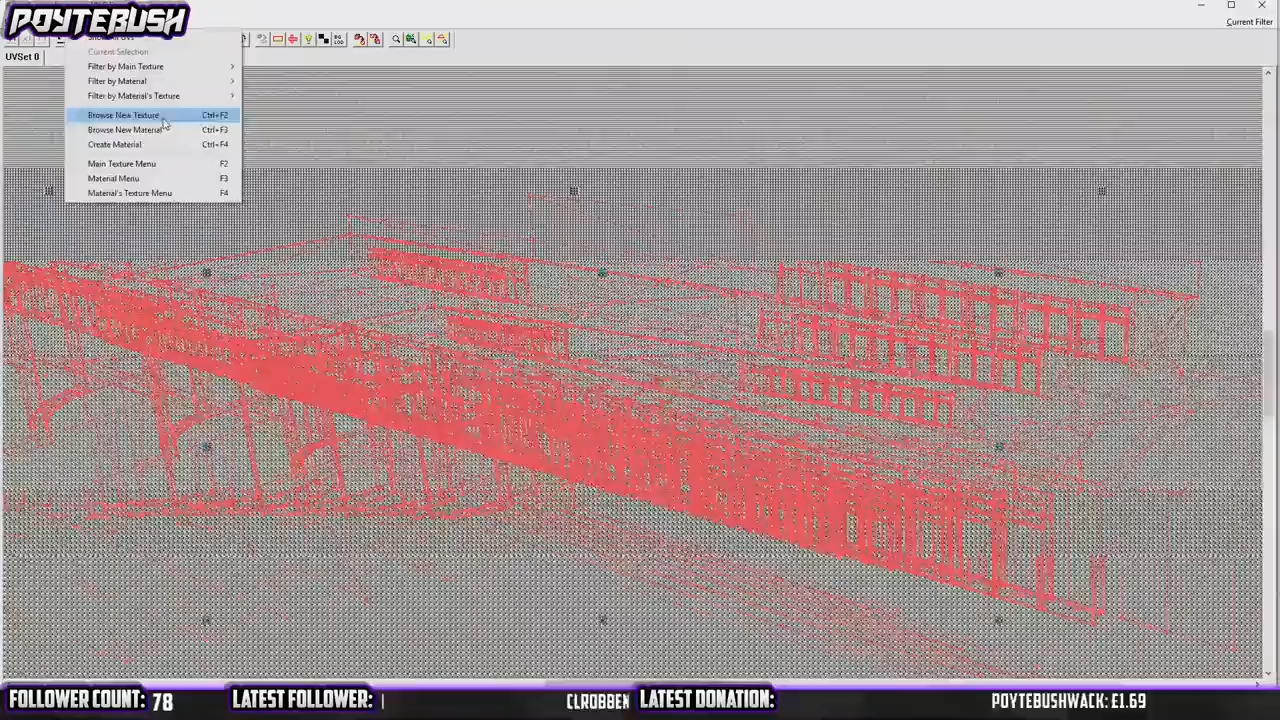 POYTEBUSH
Current Filter
UVSet 0
Current Selection
Filter by Main Texture
Filter by Material
Filter by Material's Texture
Browse New Texture Ctrl+F2
Browse New Material Ctrl+F3
Create Material Ctrl+F4
Main Texture Menu F2
Material Menu F3
Material's Texture Menu F4
FOLLOWER COUNT: 78 LATEST FOLLOWER: CLROBBEN LATEST DONATION: POYTEBUSHWACK: £1.69